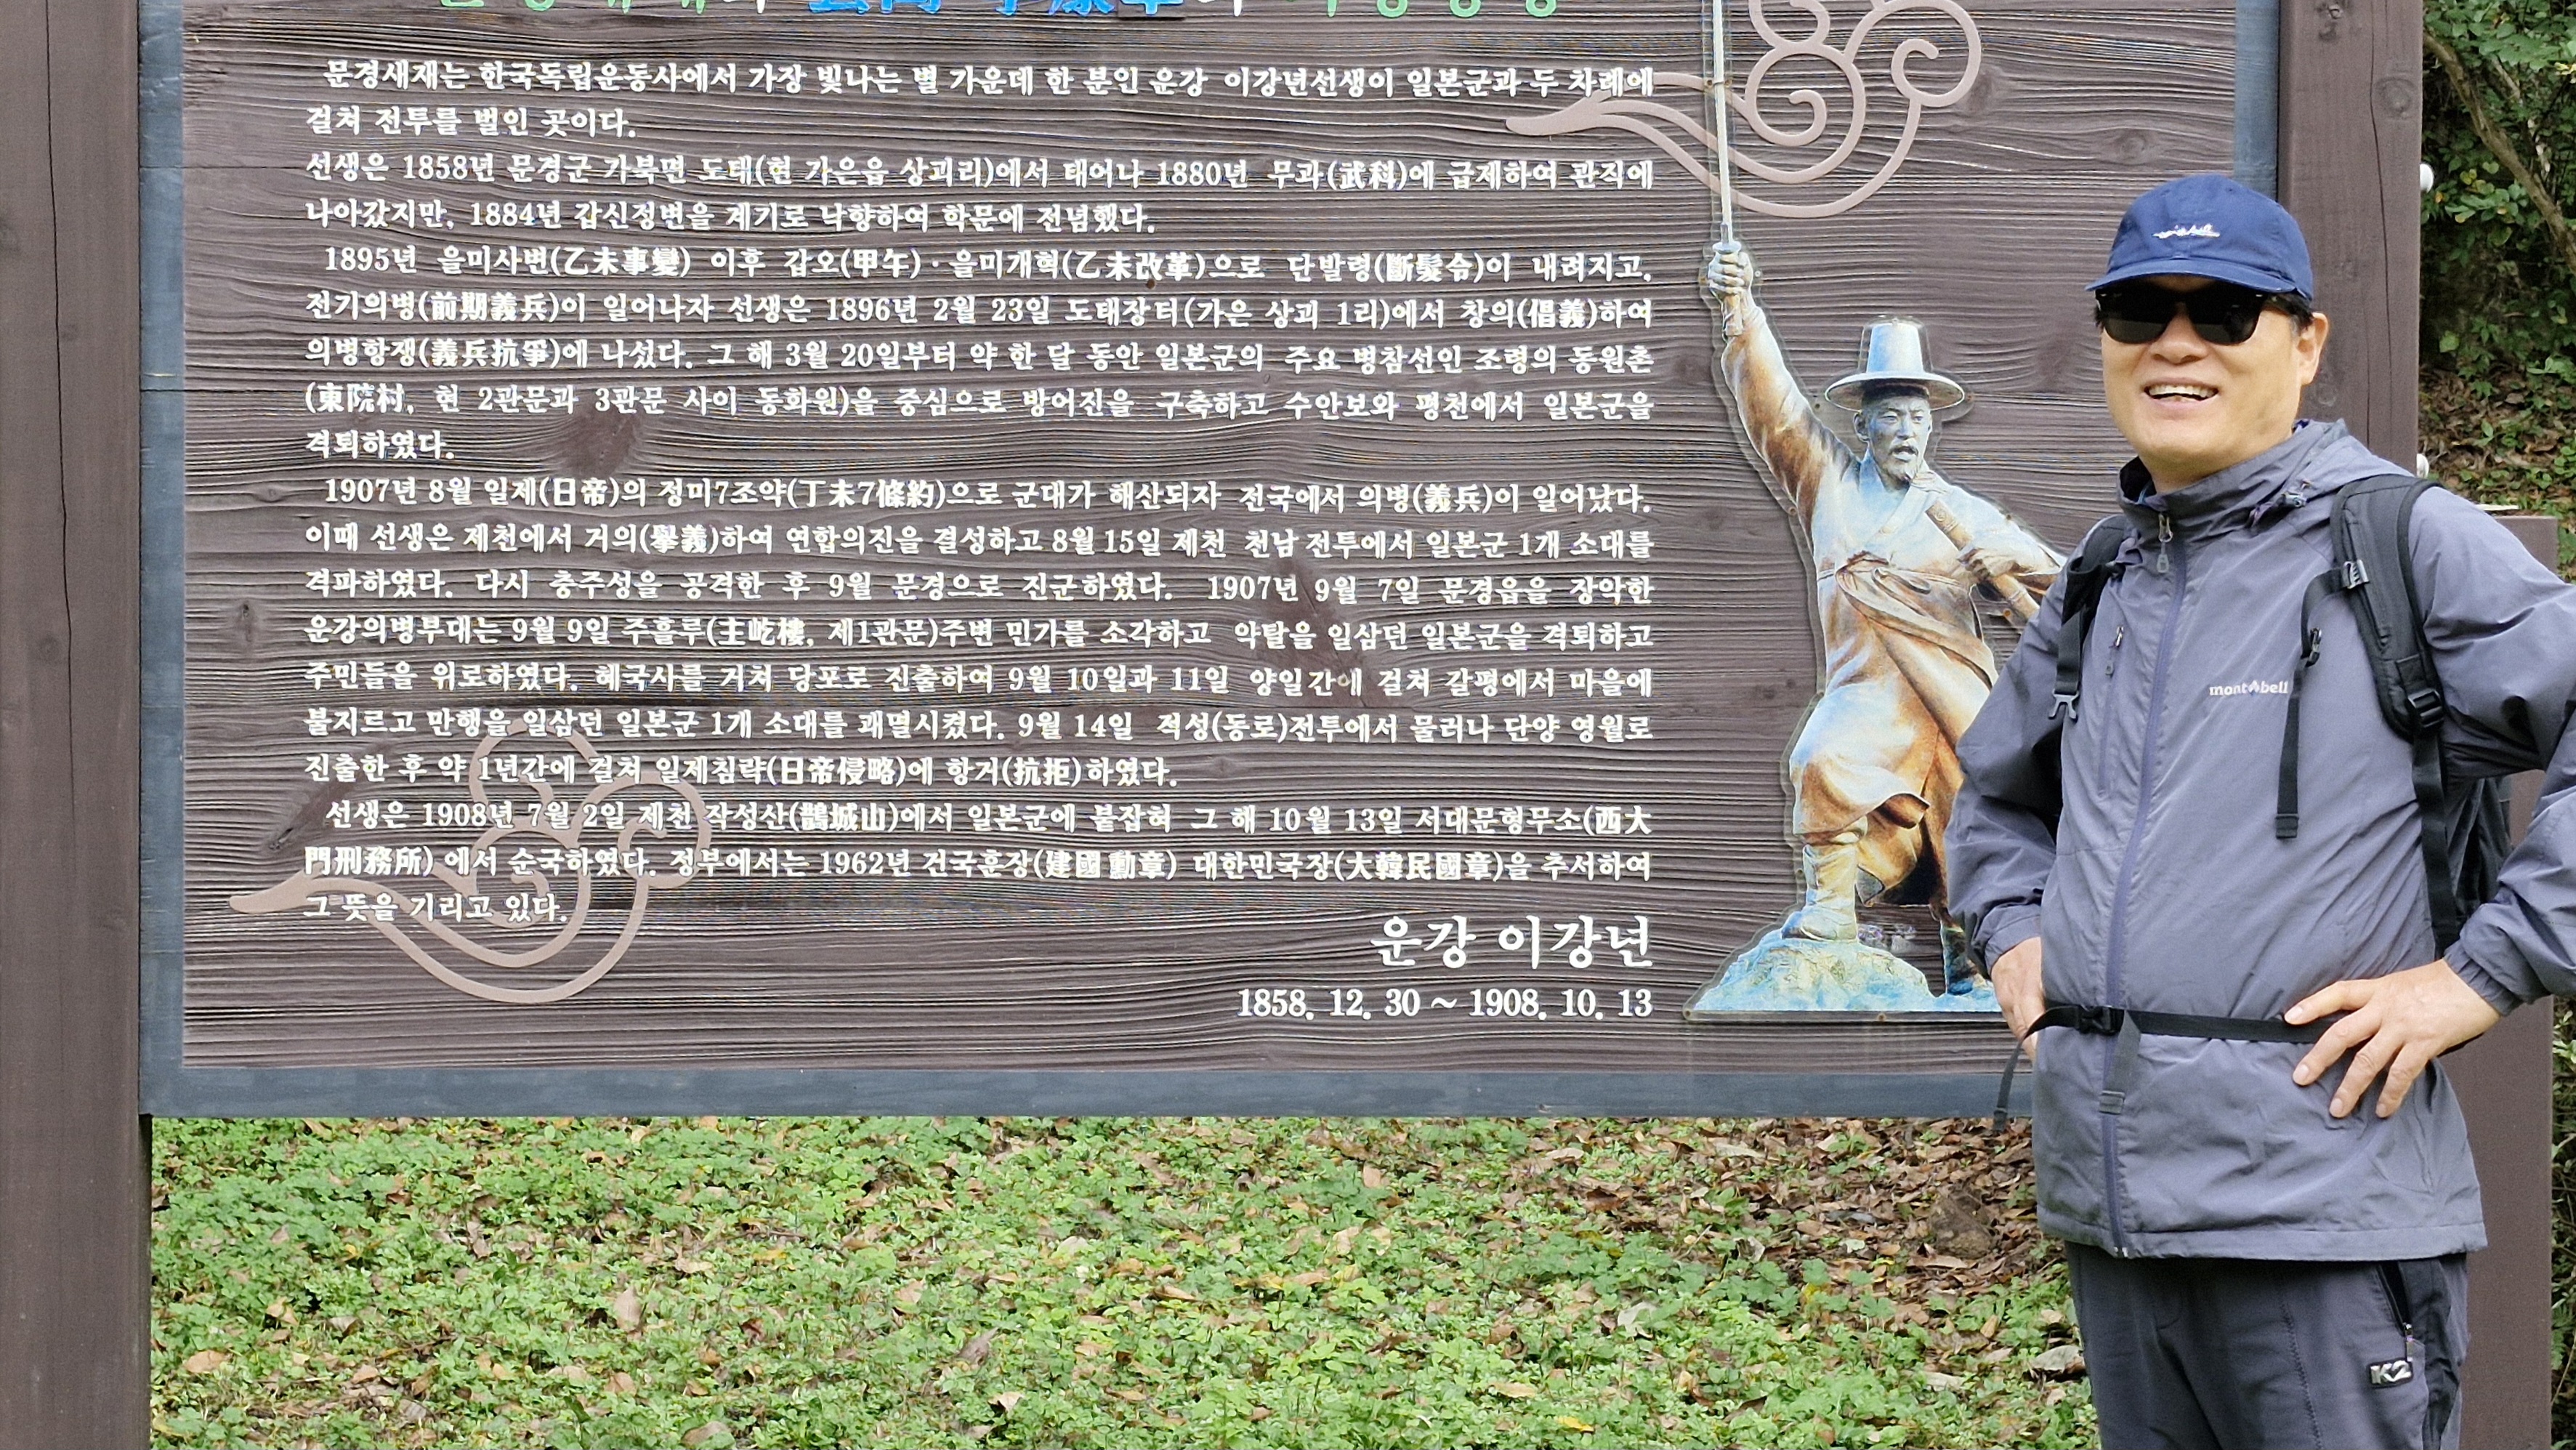 문경새재는 한국독립운동사에서 가장 빛나는 별 가운데 한 분인 운강 이강년선생이 일본군과 두 차례에
걸쳐 전투를 벌인 곳이다.
선생은 1858년 문경군 가북면 도태(현 가은읍 상괴리)에서 태어나 1880년 무과(武科)에 급제하여 관직에
나아갔지만, 1884년 갑신정변을 계기로 낙향하여 학문에 전념했다.
1895년 을미사변(乙未事變) 이후 갑오(甲午)·을미개혁(乙未改革)으로 단발령(斷髮令)이 내려지고,
전기의병(前期義兵)이 일어나자 선생은 1896년 2월 23일 도태장터(가은 상괴 1리)에서 창의(倡義)하여
의병항쟁(義兵抗爭)에 나섰다. 그 해 3월 20일부터 약 한 달 동안 일본군의 주요 병참선인 조령의 동원촌
(東院村, 현 2관문과 3관문 사이 동화원)을 중심으로 방어진을 구축하고 수안보와 평천에서 일본군을
격퇴하였다.
1907년 8월 일제(日帝)의 정미7조약(丁未7條約)으로 군대가 해산되자 전국에서 의병(義兵)이 일어났다.
이때 선생은 제천에서 거의(擧義)하여 연합의진을 결성하고 8월 15일 제천 천남 전투에서 일본군 1개 소대를
격파하였다. 다시 충주성을 공격한 후 9월 문경으로 진군하였다. 1907년 9월 7일 문경읍을 장악한
운강의병부대는 9월 9일 주흘루(主屹樓, 제1관문)주변 민가를 소각하고 약탈을 일삼던 일본군을 격퇴하고
주민들을 위로하였다. 혜국사를 거쳐 당포로 진출하여 9월 10일과 11일 양일간에 걸쳐 갈평에서 마을에
불지르고 만행을 일삼던 일본군 1개 소대를 괘멸시켰다. 9월 14일 적성(동로)전투에서 물러나 단양 영월로
진출한 후 약 1년간에 걸쳐 일제침략(日帝侵略)에 항거(抗拒)하였다.
선생은 1908년 7월 2일 제천 작성산(鵲城山)에서 일본군에 붙잡혀 그 해 10월 13일 서대문형무소(西大
門刑務所)에서 순국하였다. 정부에서는 1962년 건국훈장(建國勳章) 대한민국장(大韓民國章)을 추서하여
그 뜻을 기리고 있다.
운강 이강년
1858. 12. 30 ~ 1908. 10. 13
mont bell
K2